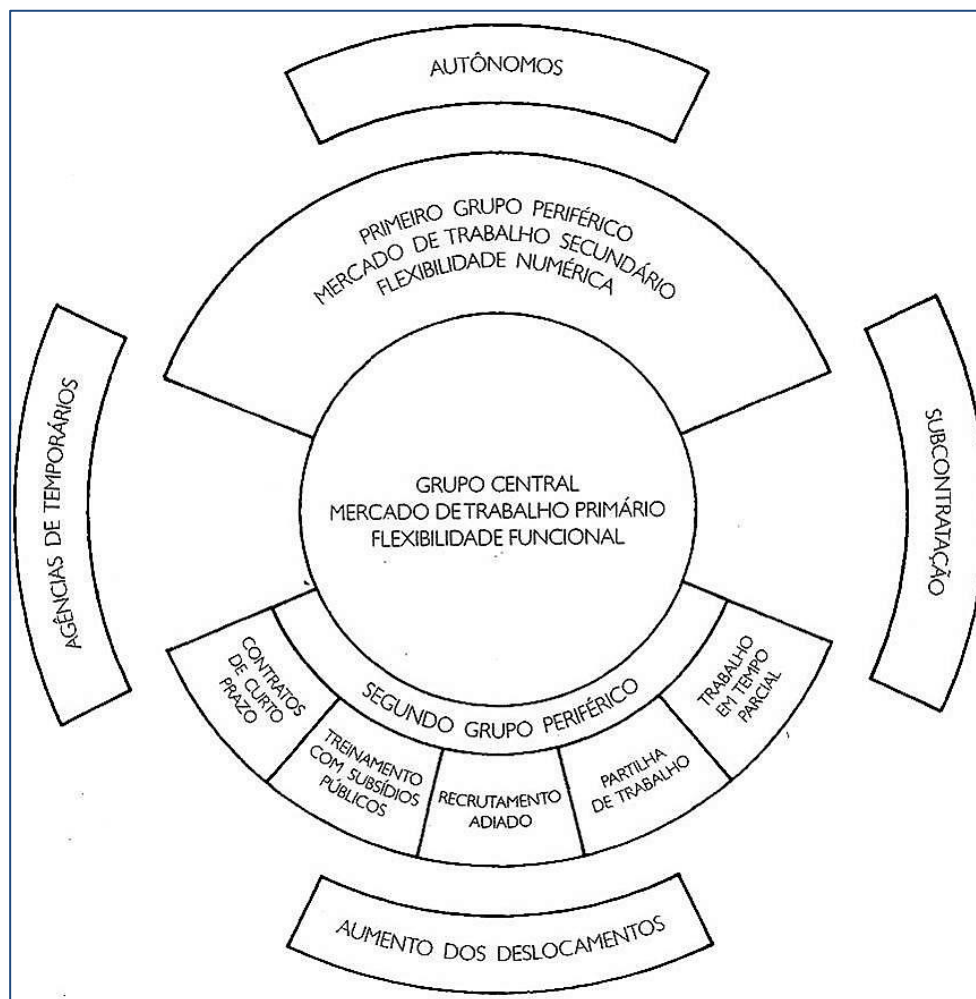 AUTÔNOMOS
PRIMEIRO GRUPO PERIFÉRICO
MERCADO DE TRABALHO SECUNDÁRIO
FLEXIBILIDADE NUMÉRICA
AGÊNCIAS DE TEMPORÁRIOS
SUBCONTRATAÇÃO
GRUPO CENTRAL
MERCADO DE TRABALHO PRIMÁRIO
FLEXIBILIDADE FUNCIONAL
SEGUNDO GRUPO PERIFÉRICO
CONTRATOS
DE CURTO
PRAZO
TREINAMENTO
COM SUBSÍDIOS
PÚBLICOS
RECRUTAMENTO
ADIADO
PARTILHA
DE TRABALHO
TRABALHO
EM TEMPO
PARCIAL
AUMENTO DOS DESLOCAMENTOS